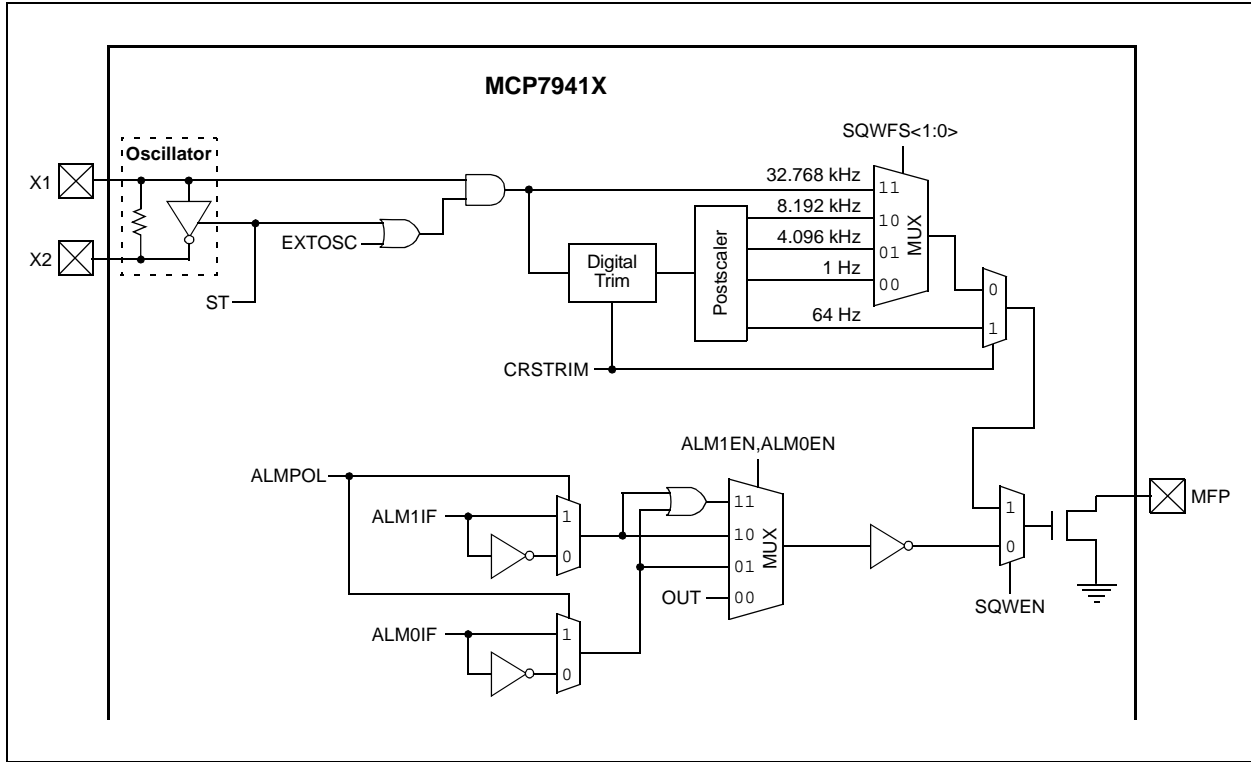 MCP7941X
SQWFS<1:0>
Oscillator
X1
X2
EXTOSC
ST
32.768 kHz
8.192 kHz
4.096 kHz
1 Hz
64 Hz
11
10
01
00
MUX
Digital
Trim
Postscaler
0
1
CRSTRIM
ALM1EN,ALM0EN
ALMPOL
ALM1IF
1
0
ALM0IF
1
0
11
10
01
OUT
00
MUX
1
0
SQWEN
MFP